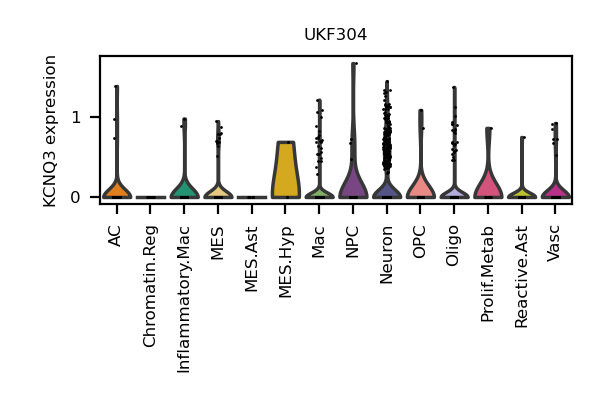 UKF304
KCNQ3 expression
1
0
AC
Chromatin.Reg
Inflammatory.Mac
MES
MES.Ast
MES.Hyp
Mac
NPC
Neuron
OPC
Oligo
Prolif.Metab
Reactive.Ast
Vasc